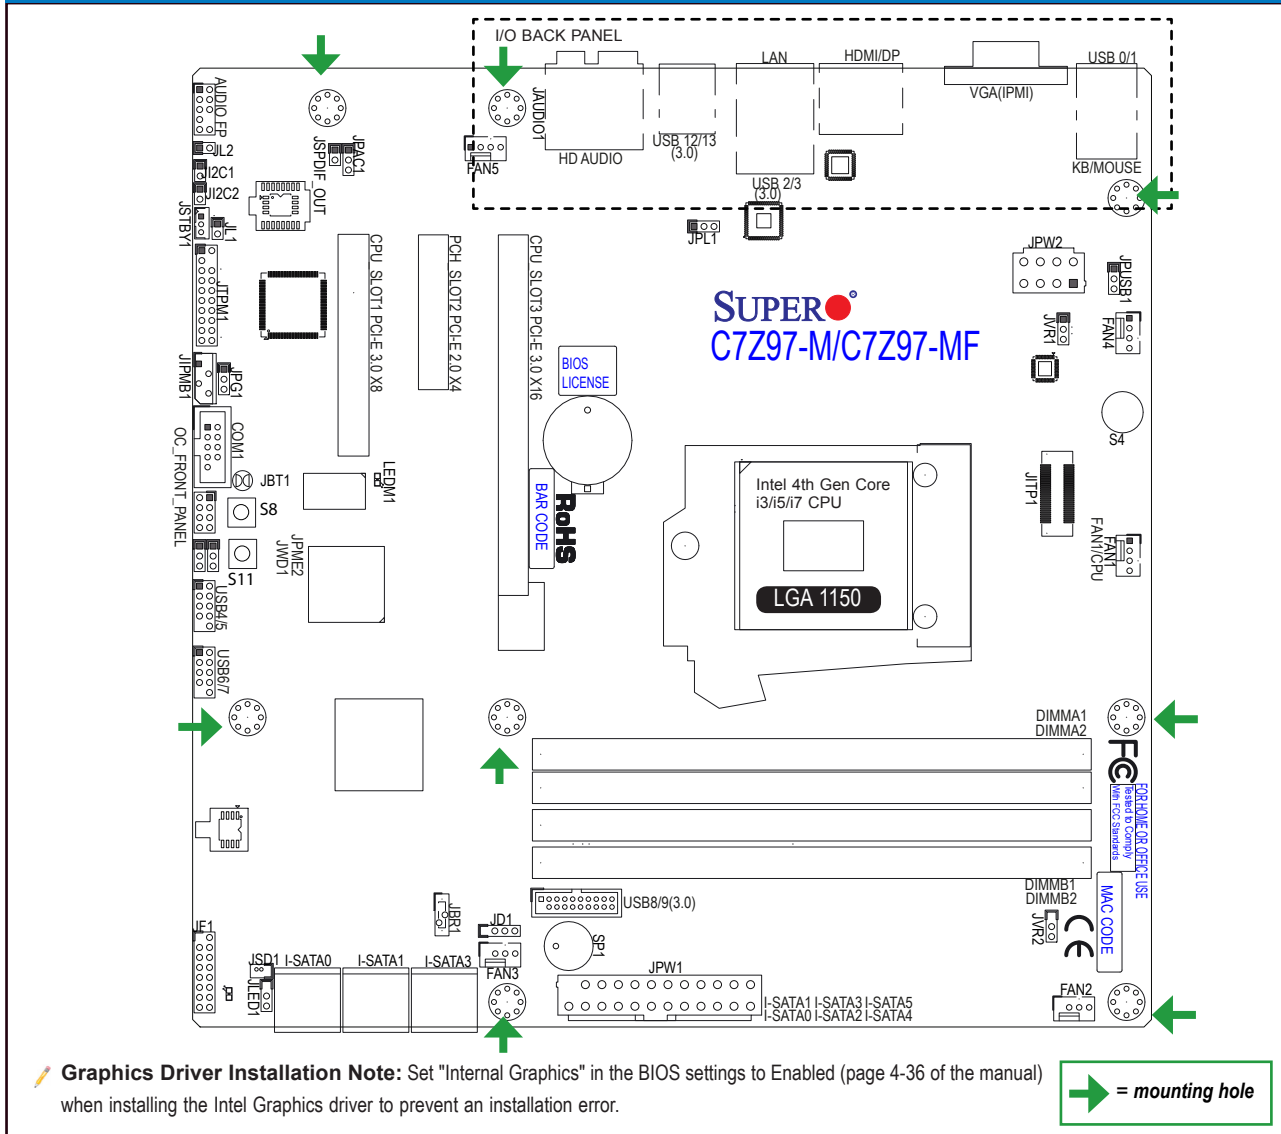 I/O BACK PANEL
LAN
HDMI/DP
USB 0/1
VGA(IPMI)
AUDIO FP
JAUDIO1
HD AUDIO
USB 12/13
(3.0)
USB 2/3
(3.0)
KB/MOUSE
JL2
JI2C1
JI2C2
JSTBY1
JL1
JSPDIF_OUT
JPAC1
FAN5
JPL1
JPW2
JPUSB1
JVR1
FAN4
JTPM1
CPU SLOT1 PCI-E 3.0 X8
PCH SLOT2 PCI-E 2.0 X4
CPU SLOT3 PCI-E 3.0 X16
SUPER
C7Z97-M/C7Z97-MF
BIOS
LICENSE
JIPMB1
JPG1
COM1
OC_FRONT_PANEL
JBT1
LEDM1
S8
S11
JPME2
JWD1
BAR CODE
RoHS
Intel 4th Gen Core
i3/i5/i7 CPU
LGA 1150
S4
JITP1
FAN1
FAN1/CPU
USB4/5
USB6/7
DIMMA1
DIMMA2
FC
FOR HOME OR OFFICE USE
Tested to Comply
With FCC Standards
DIMMB1
DIMMB2
MAC CODE
JVR2
CE
USB8/9(3.0)
JBR1
JD1
SP1
JF1
JSD1
I-SATA0
I-SATA1
I-SATA3
FAN3
JLED1
JPW1
I-SATA1 I-SATA3 I-SATA5
I-SATA0 I-SATA2 I-SATA4
FAN2
Graphics Driver Installation Note: Set "Internal Graphics" in the BIOS settings to Enabled (page 4-36 of the manual)
when installing the Intel Graphics driver to prevent an installation error.
= mounting hole